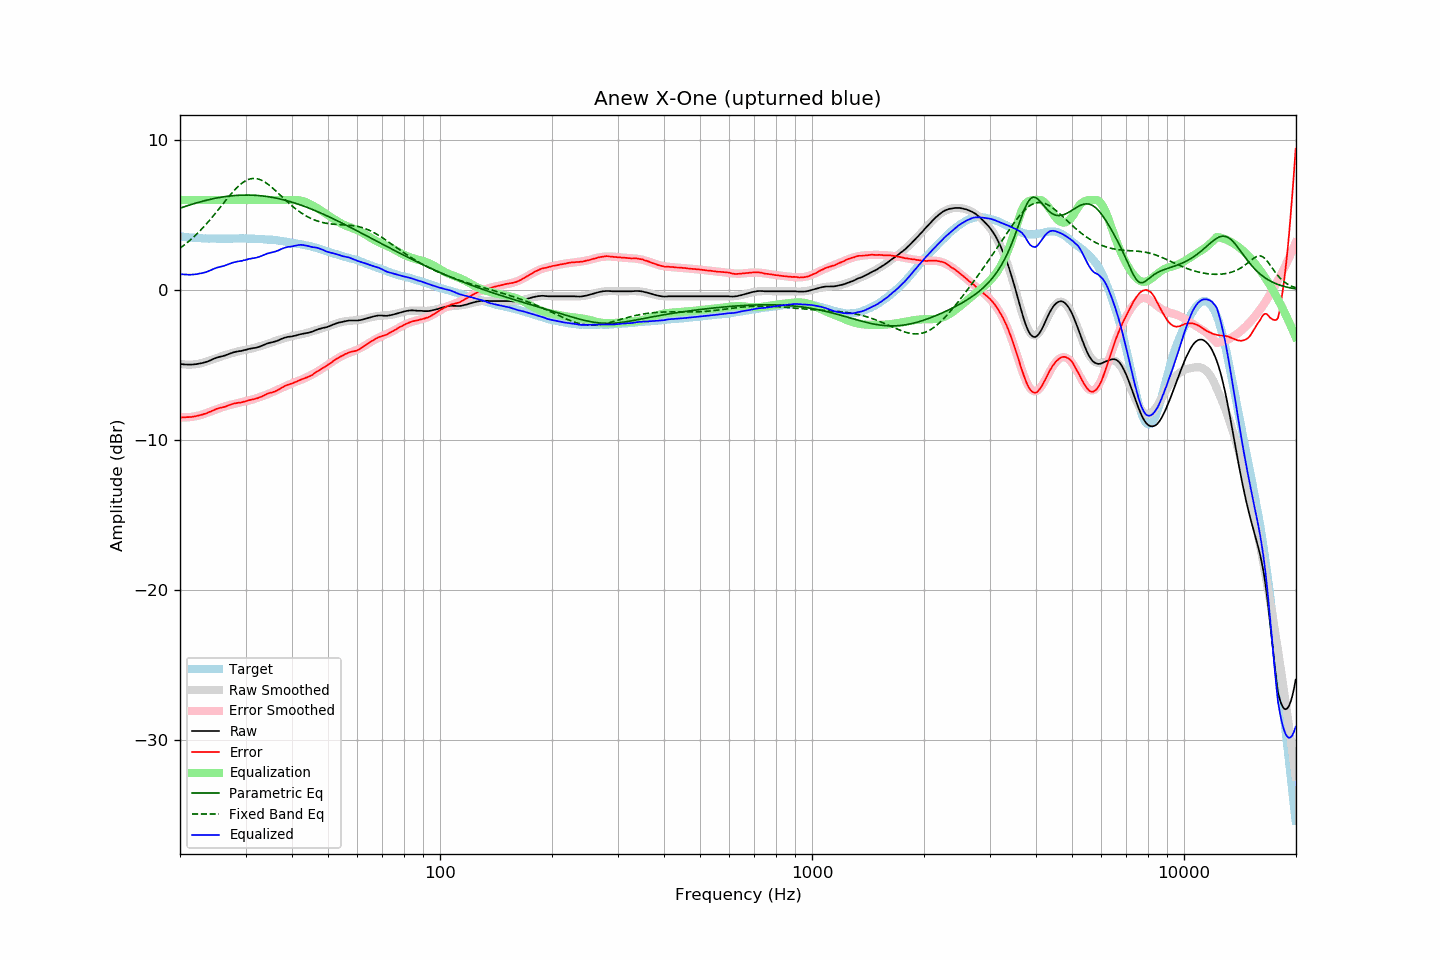 Anew X-One (upturned blue)
10
0
−10
−20
−30
Amplitude (dBr)
Target
Raw Smoothed
Error Smoothed
Raw
Error
Equalization
Parametric Eq
Fixed Band Eq
Equalized
100
1000
10000
Frequency (Hz)